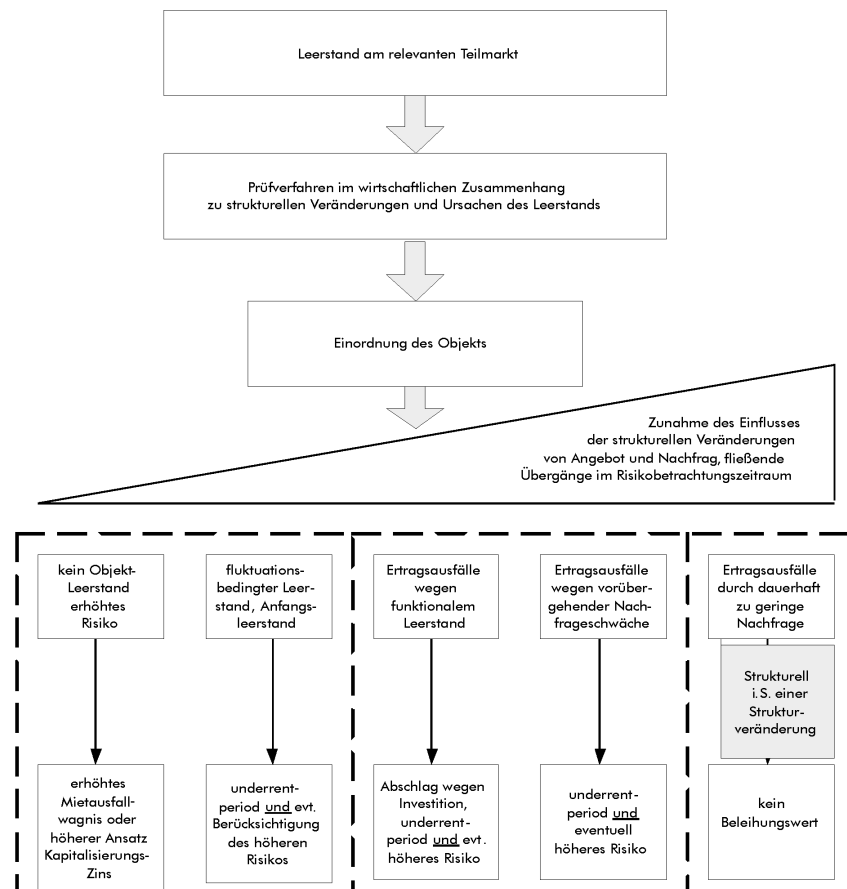 Leerstand am relevanten Teilmarkt
Prüfverfahren im wirtschaftlichen Zusammenhang
zu strukturellen Veränderungen und Ursachen des Leerstands
Einordnung des Objekts
Zunahme des Einflusses
der strukturellen Veränderungen
von Angebot und Nachfrag, fließende
Übergänge im Risikobetrachtungszeitraum
kein Objekt-
Leerstand
erhöhtes
Risiko
fluktuations-
bedingter Leer-
stand, Anfangs-
leerstand
Ertragsausfälle
wegen
funktionalem
Leerstand
Ertragsausfälle
wegen vorüber-
gehender Nach-
frageschwäche
Ertragsausfälle
durch dauerhaft
zu geringe
Nachfrage
Strukturell
i.S. einer
Struktur-
veränderung
erhöhtes
Mietausfall-
wagnis oder
höherer Ansatz
Kapitalisierungs-
Zins
underrent-
period und evt.
Berücksichtigung
des höheren
Risikos
Abschlag wegen
Investition,
underrent-
period und evt.
höheres Risiko
underrent-
period und
eventuell
höheres Risiko
kein
Beleihungswert